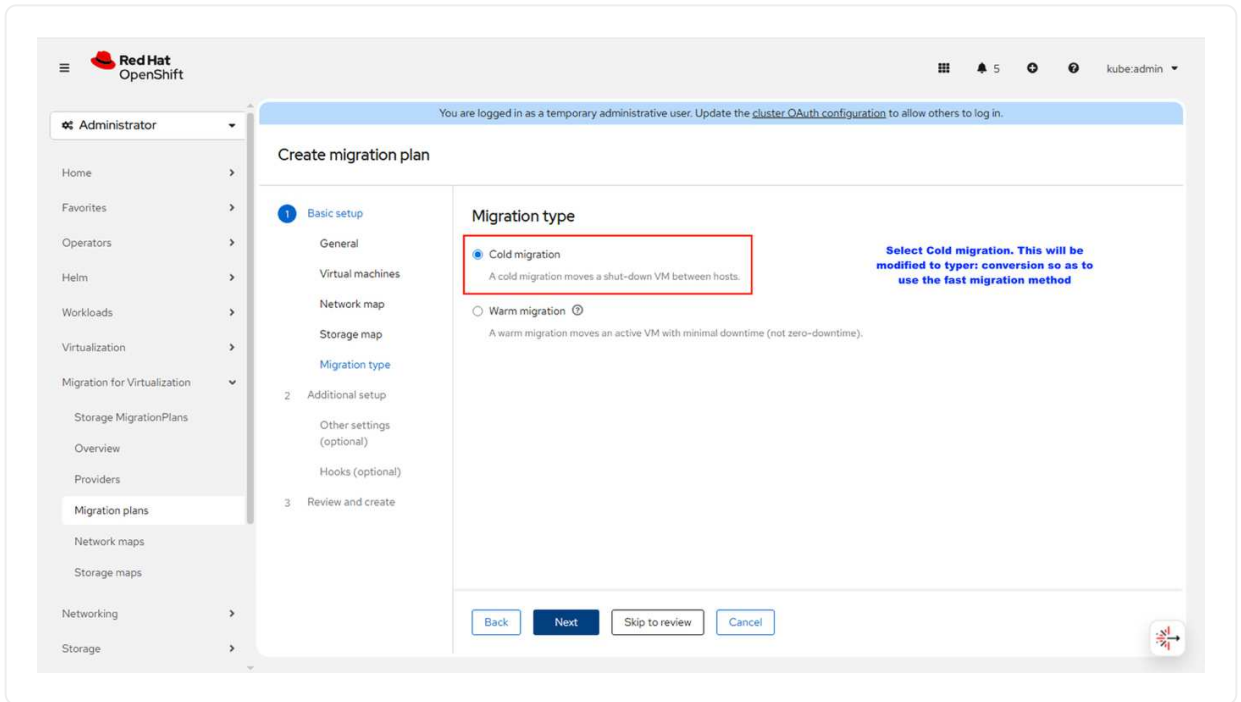 Red Hat
OpenShift
5
kube:admin
Administrator
You are logged in as a temporary administrative user. Update the cluster OAuth configuration to allow others to log in.
Home
Favorites
Operators
Helm
Workloads
Virtualization
Migration for Virtualization
Storage MigrationPlans
Overview
Providers
Migration plans
Network maps
Storage maps
Networking
Storage
Create migration plan
1 Basic setup
General
Virtual machines
Network map
Storage map
Migration type
2 Additional setup
Other settings
(optional)
Hooks (optional)
3 Review and create
Migration type
Cold migration
A cold migration moves a shut-down VM between hosts.
Warm migration
A warm migration moves an active VM with minimal downtime (not zero-downtime).
Select Cold migration. This will be
modified to typer: conversion so as to
use the fast migration method
Back
Next
Skip to review
Cancel